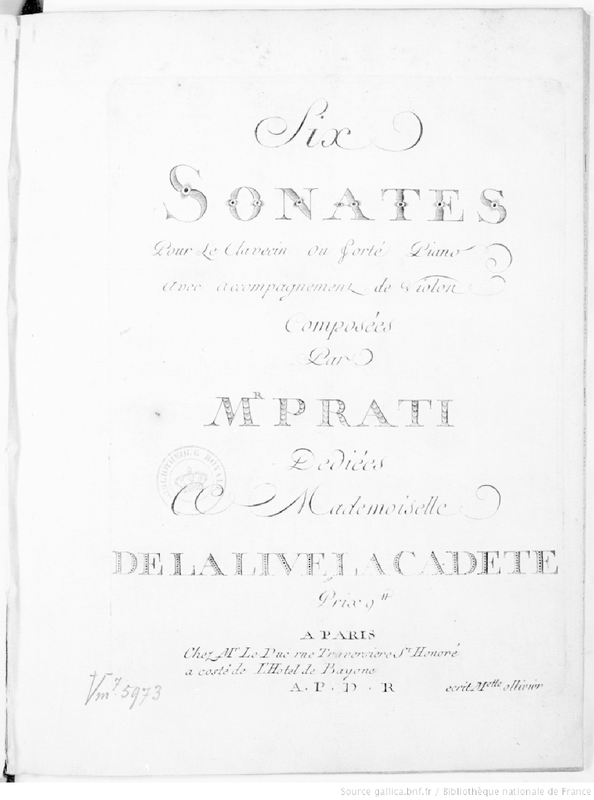 Six
SONATES
Pour Le Clavecin ou forté Piano
avec accompagnement de Violon
Composées
Par
MR PRATI
Dediées
A Mademoiselle
DE LA LIVE LA CADETE
Prix 9 tt
A PARIS
Chez Mr Le Duc rue Traversiere St Honoré
a costé de L'Hotel de Bayone
A. P. D. R
ecrit Melle ollivier
Vm7 5973
Source gallica.bnf.fr / Bibliothèque nationale de France